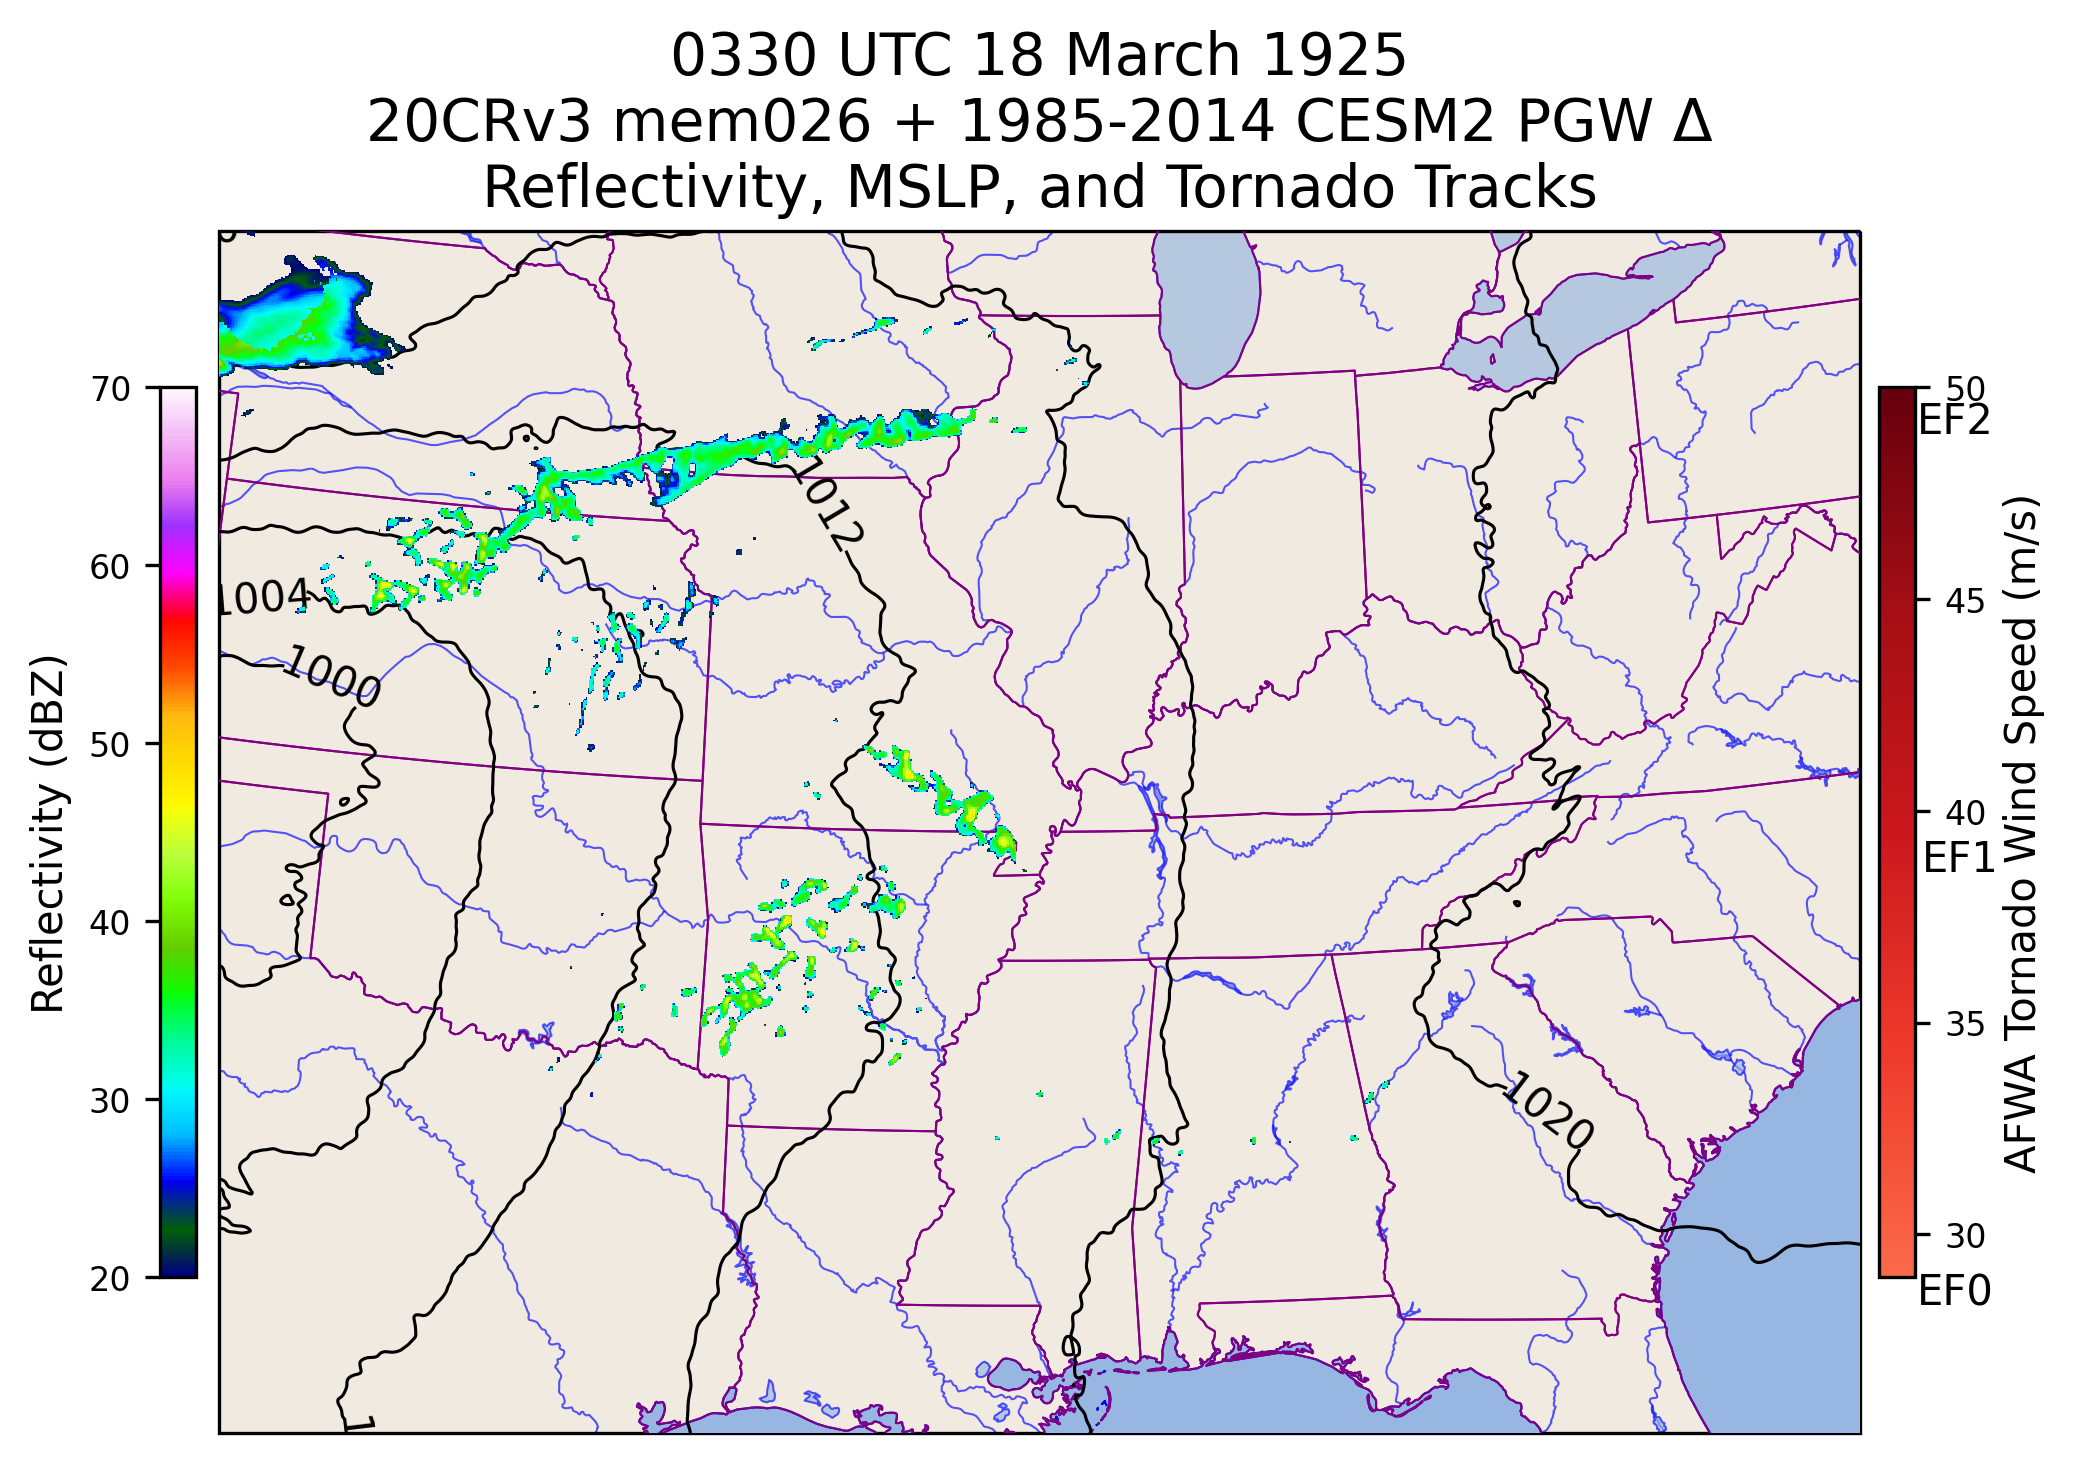 0330 UTC 18 March 1925
20CRv3 mem026 + 1985-2014 CESM2 PGW Δ
Reflectivity, MSLP, and Tornado Tracks
Reflectivity (dBZ)
70
60
50
40
30
20
1012
1004
1000
1020
1
50
EF2
45
40
EF1
35
30
EF0
AFWA Tornado Wind Speed (m/s)